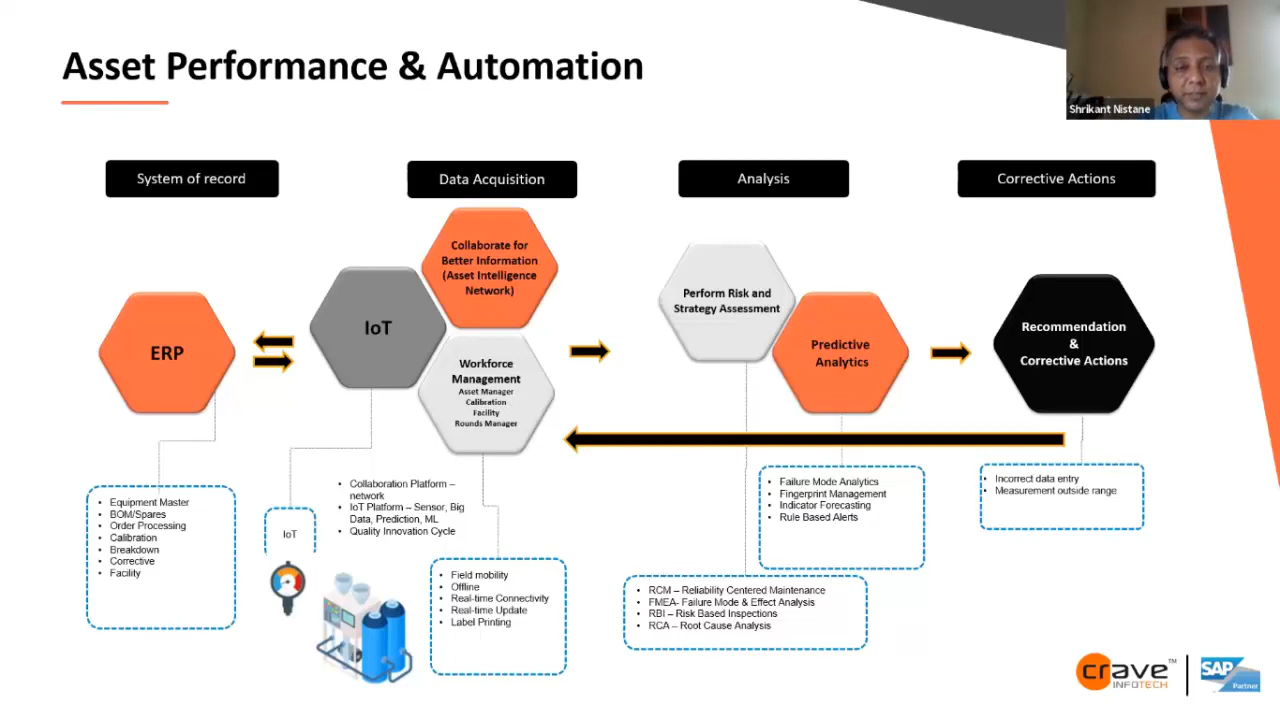 Asset Performance & Automation
Shrikant Nistane
System of record
Data Acquisition
Analysis
Corrective Actions
ERP
IoT
Collaborate for
Better Information
(Asset Intelligence
Network)
Workforce
Management
Asset Manager
Calibration
Facility
Rounds Manager
Perform Risk and
Strategy Assessment
Predictive
Analytics
Recommendation
&
Corrective Actions
• Equipment Master
• BOM/Spares
• Order Processing
• Calibration
• Breakdown
• Corrective
• Facility
IoT
• Collaboration Platform –
network
• IoT Platform – Sensor, Big
Data, Prediction, ML
• Quality Innovation Cycle
• Field mobility
• Offline
• Real-time Connectivity
• Real-time Update
• Label Printing
• Failure Mode Analytics
• Fingerprint Management
• Indicator Forecasting
• Rule Based Alerts
• RCM – Reliability Centered Maintenance
• FMEA- Failure Mode & Effect Analysis
• RBI – Risk Based Inspections
• RCA – Root Cause Analysis
• Incorrect data entry
• Measurement outside range
crave™
INFOTECH
SAP
Partner